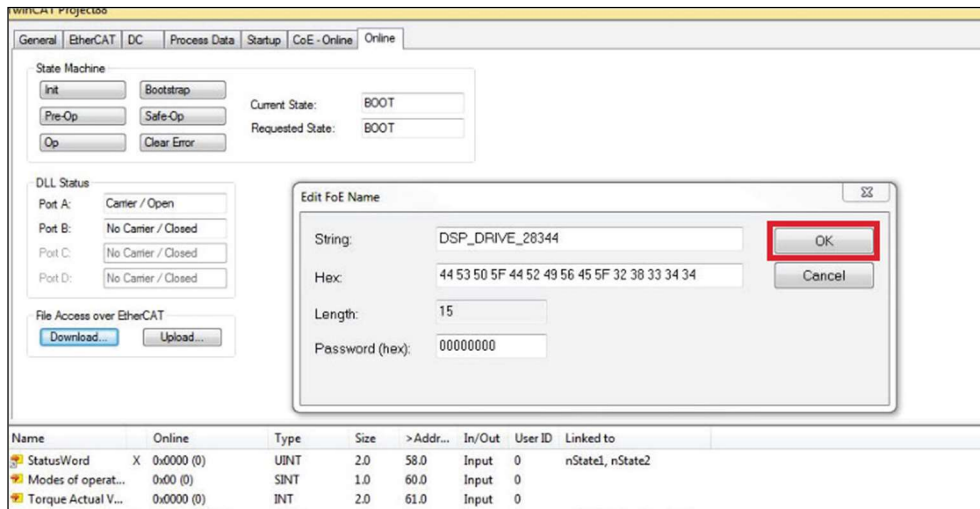 TwinCAT Project88
General EtherCAT DC Process Data Startup CoE - Online Online
State Machine
Init Bootstrap
Pre-Op Safe-Op
Op Clear Error
Current State: BOOT
Requested State: BOOT
DLL Status
Port A: Carrier / Open
Port B: No Carrier / Closed
Port C: No Carrier / Closed
Port D: No Carrier / Closed
File Access over EtherCAT
Download... Upload...
Edit FoE Name
String: DSP_DRIVE_28344
OK
Hex: 44 53 50 5F 44 52 49 56 45 5F 32 38 33 34 34
Cancel
Length: 15
Password (hex): 00000000
Name Online Type Size >Addr... In/Out User ID Linked to
StatusWord X 0x0000 (0) UINT 2.0 58.0 Input 0 nState1, nState2
Modes of operat... 0x00 (0) SINT 1.0 60.0 Input 0
Torque Actual V... 0x0000 (0) INT 2.0 61.0 Input 0